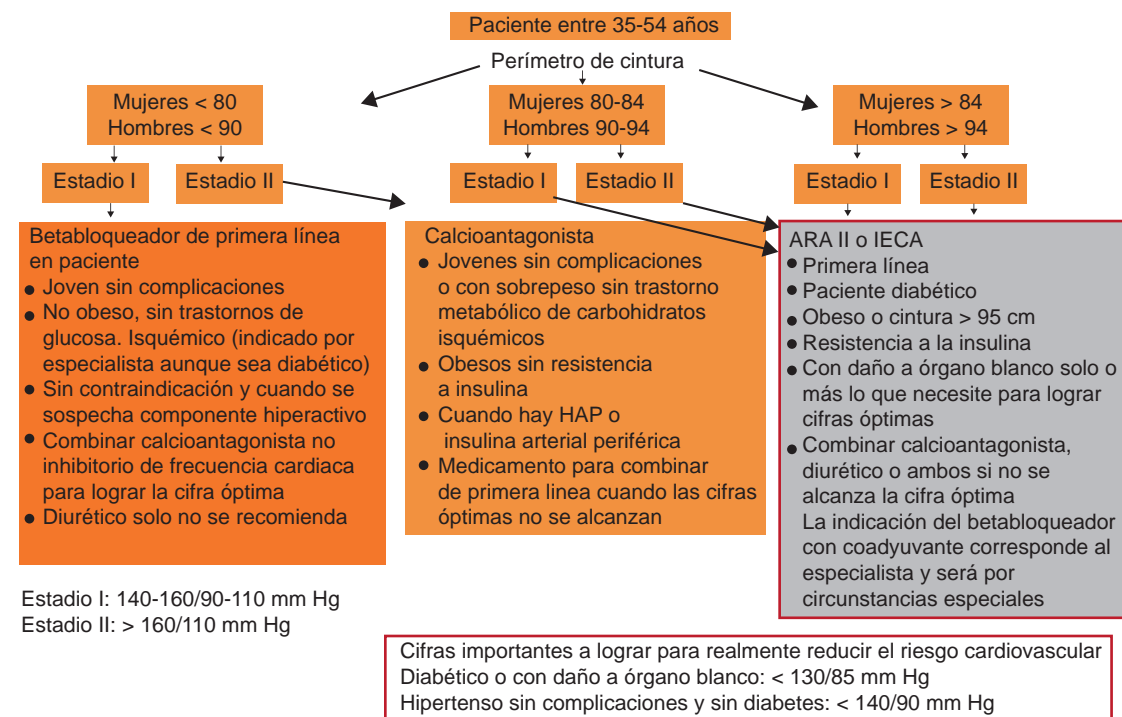 Paciente entre 35-54 años
Perímetro de cintura
Mujeres < 80
Hombres < 90
Mujeres 80-84
Hombres 90-94
Mujeres > 84
Hombres > 94
Estadio I
Estadio II
Estadio I
Estadio II
Estadio I
Estadio II
Betabloqueador de primera línea
en paciente
● Joven sin complicaciones
● No obeso, sin trastornos de
glucosa. Isquémico (indicado por
especialista aunque sea diabético)
● Sin contraindicación y cuando se
sospecha componente hiperactivo
● Combinar calcioantagonista no
inhibitorio de frecuencia cardiaca
para lograr la cifra óptima
● Diurético solo no se recomienda
Calcioantagonista
● Jovenes sin complicaciones
o con sobrepeso sin trastorno
metabólico de carbohidratos
isquémicos
● Obesos sin resistencia
a insulina
● Cuando hay HAP o
insulina arterial periférica
● Medicamento para combinar
de primera linea cuando las cifras
óptimas no se alcanzan
ARA II o IECA
● Primera línea
● Paciente diabético
● Obeso o cintura > 95 cm
● Resistencia a la insulina
● Con daño a órgano blanco solo o
más lo que necesite para lograr
cifras óptimas
● Combinar calcioantagonista,
diurético o ambos si no se
alcanza la cifra óptima
La indicación del betabloqueador
con coadyuvante corresponde al
especialista y será por
circunstancias especiales
Estadio I: 140-160/90-110 mm Hg
Estadio II: > 160/110 mm Hg
Cifras importantes a lograr para realmente reducir el riesgo cardiovascular
Diabético o con daño a órgano blanco: < 130/85 mm Hg
Hipertenso sin complicaciones y sin diabetes: < 140/90 mm Hg